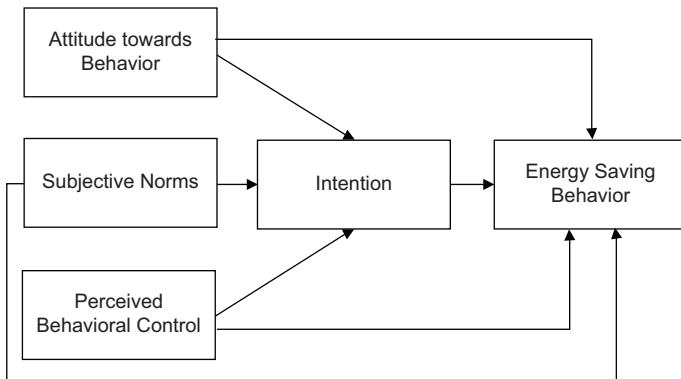 Attitude towards
Behavior
Subjective Norms
Intention
Energy Saving
Behavior
Perceived
Behavioral Control